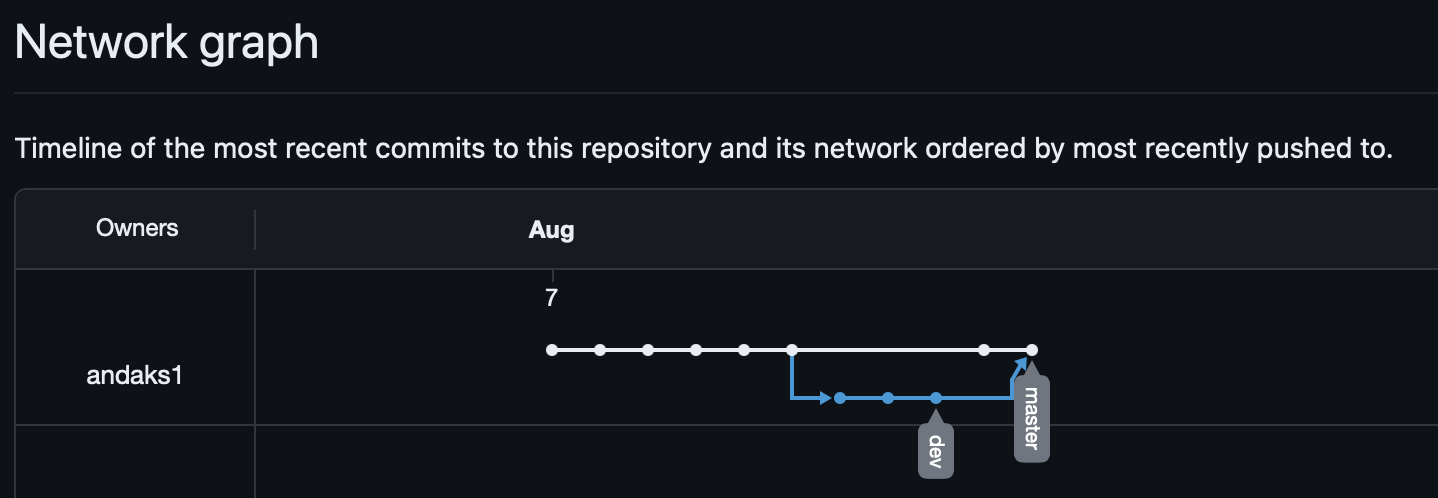 Network graph
Timeline of the most recent commits to this repository and its network ordered by most recently pushed to.
Owners
Aug
7
andaks1
master
dev